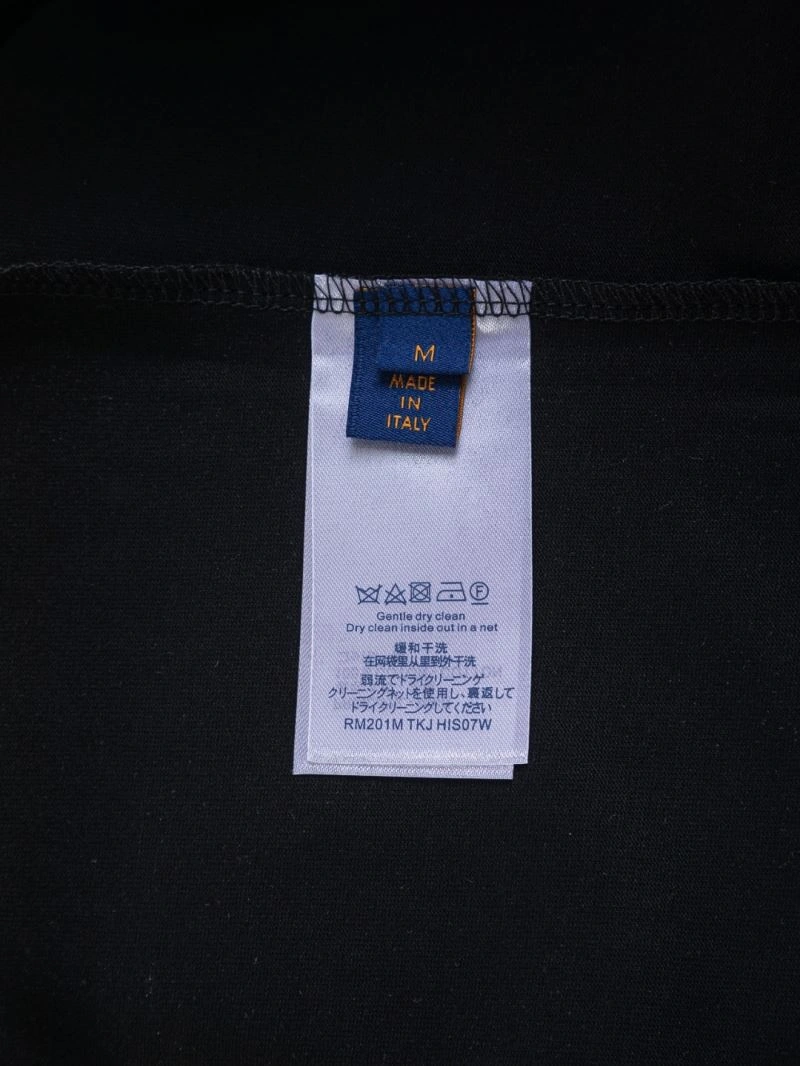 M
MADE
IN
ITALY
Gentle dry clean
Dry clean inside out in a net
缓和干洗
在网袋里从里到外干洗
弱流でドライクリーニング
クリーニングネットを使用し、裏返して
ドライクリーニングしてください
RM201M TKJ HIS07W